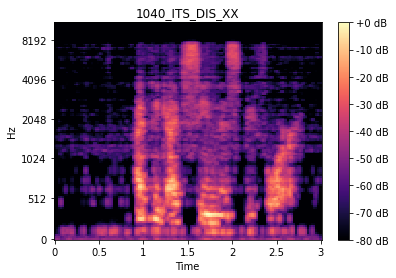 1040_ITS_DIS_XX
8192
4096
2048
1024
512
0
Hz
0 0.5 1 1.5 2 2.5 3
Time
+0 dB
-10 dB
-20 dB
-30 dB
-40 dB
-50 dB
-60 dB
-70 dB
-80 dB